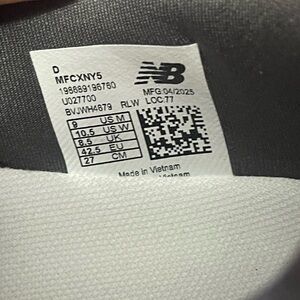 D
MFCXNY5
U027700
BVJWH4879 RLW
NB
MFG:04/2025
LOC:77
9 US M
10.5 US W
8.5 UK
42.5 EU
27 CM
Made in Vietnam